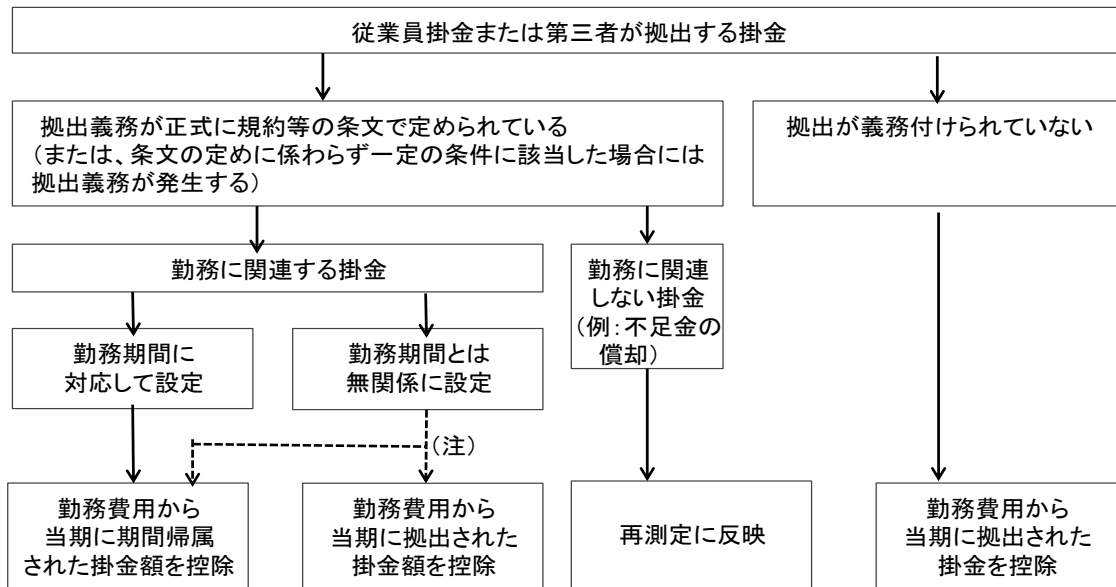 従業員掛金または第三者が拠出する掛金
拠出義務が正式に規約等の条文で定められている
（または、条文の定めに係わらず一定の条件に該当した場合には
拠出義務が発生する）
拠出が義務付けられていない
勤務に関連する掛金
勤務に関連
しない掛金
（例：不足金の
償却）
勤務期間に
対応して設定
勤務期間とは
無関係に設定
（注）
勤務費用から
当期に期間帰属
された掛金額を控除
勤務費用から
当期に拠出された
掛金額を控除
再測定に反映
勤務費用から
当期に拠出された
掛金を控除